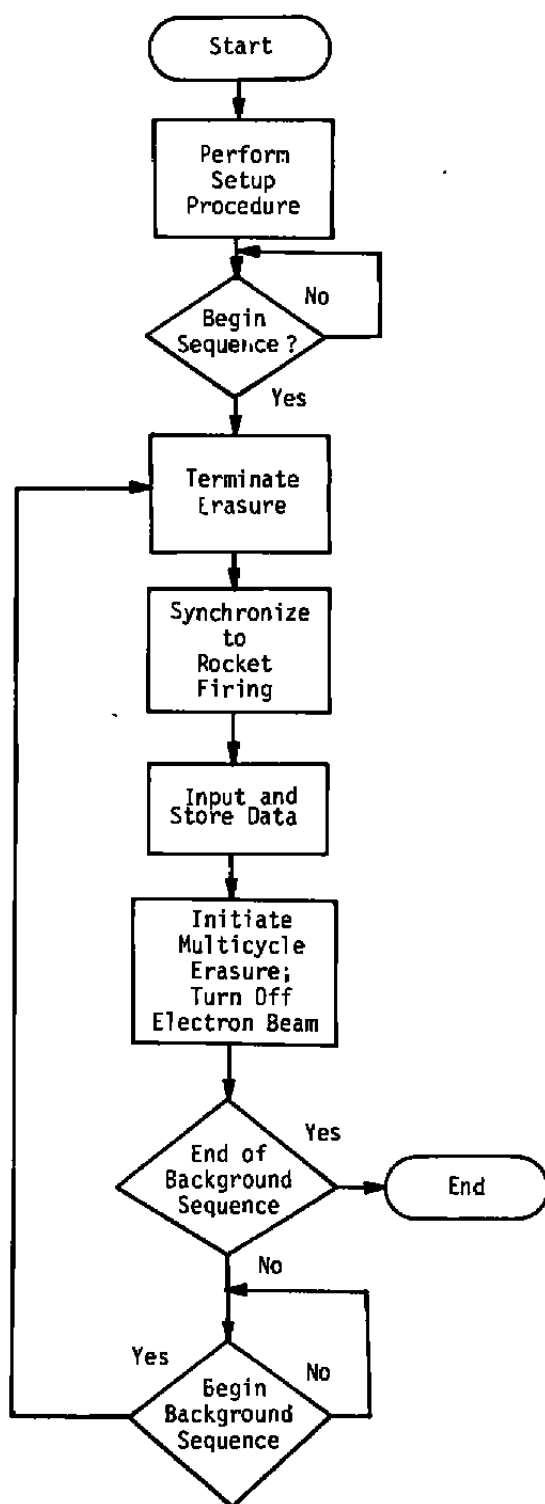 Start
Perform
Setup
Procedure
No
Begin
Sequence?
Yes
Terminate
Erasure
Synchronize
to
Rocket
Firing
Input and
Store Data
Initiate
Multicycle
Erasure;
Turn Off
Electron Beam
Yes
End of
Background
Sequence
End
No
Yes
No
Begin
Background
Sequence